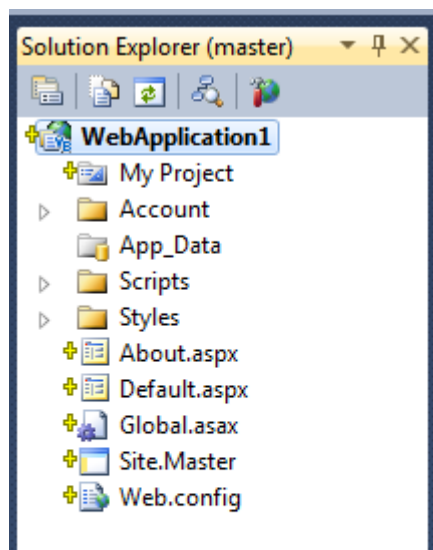 Solution Explorer (master)
WebApplication1
My Project
Account
App_Data
Scripts
Styles
About.aspx
Default.aspx
Global.asax
Site.Master
Web.config